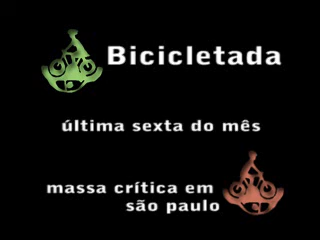 Bicicletada
última sexta do mês
massa crítica em
são paulo